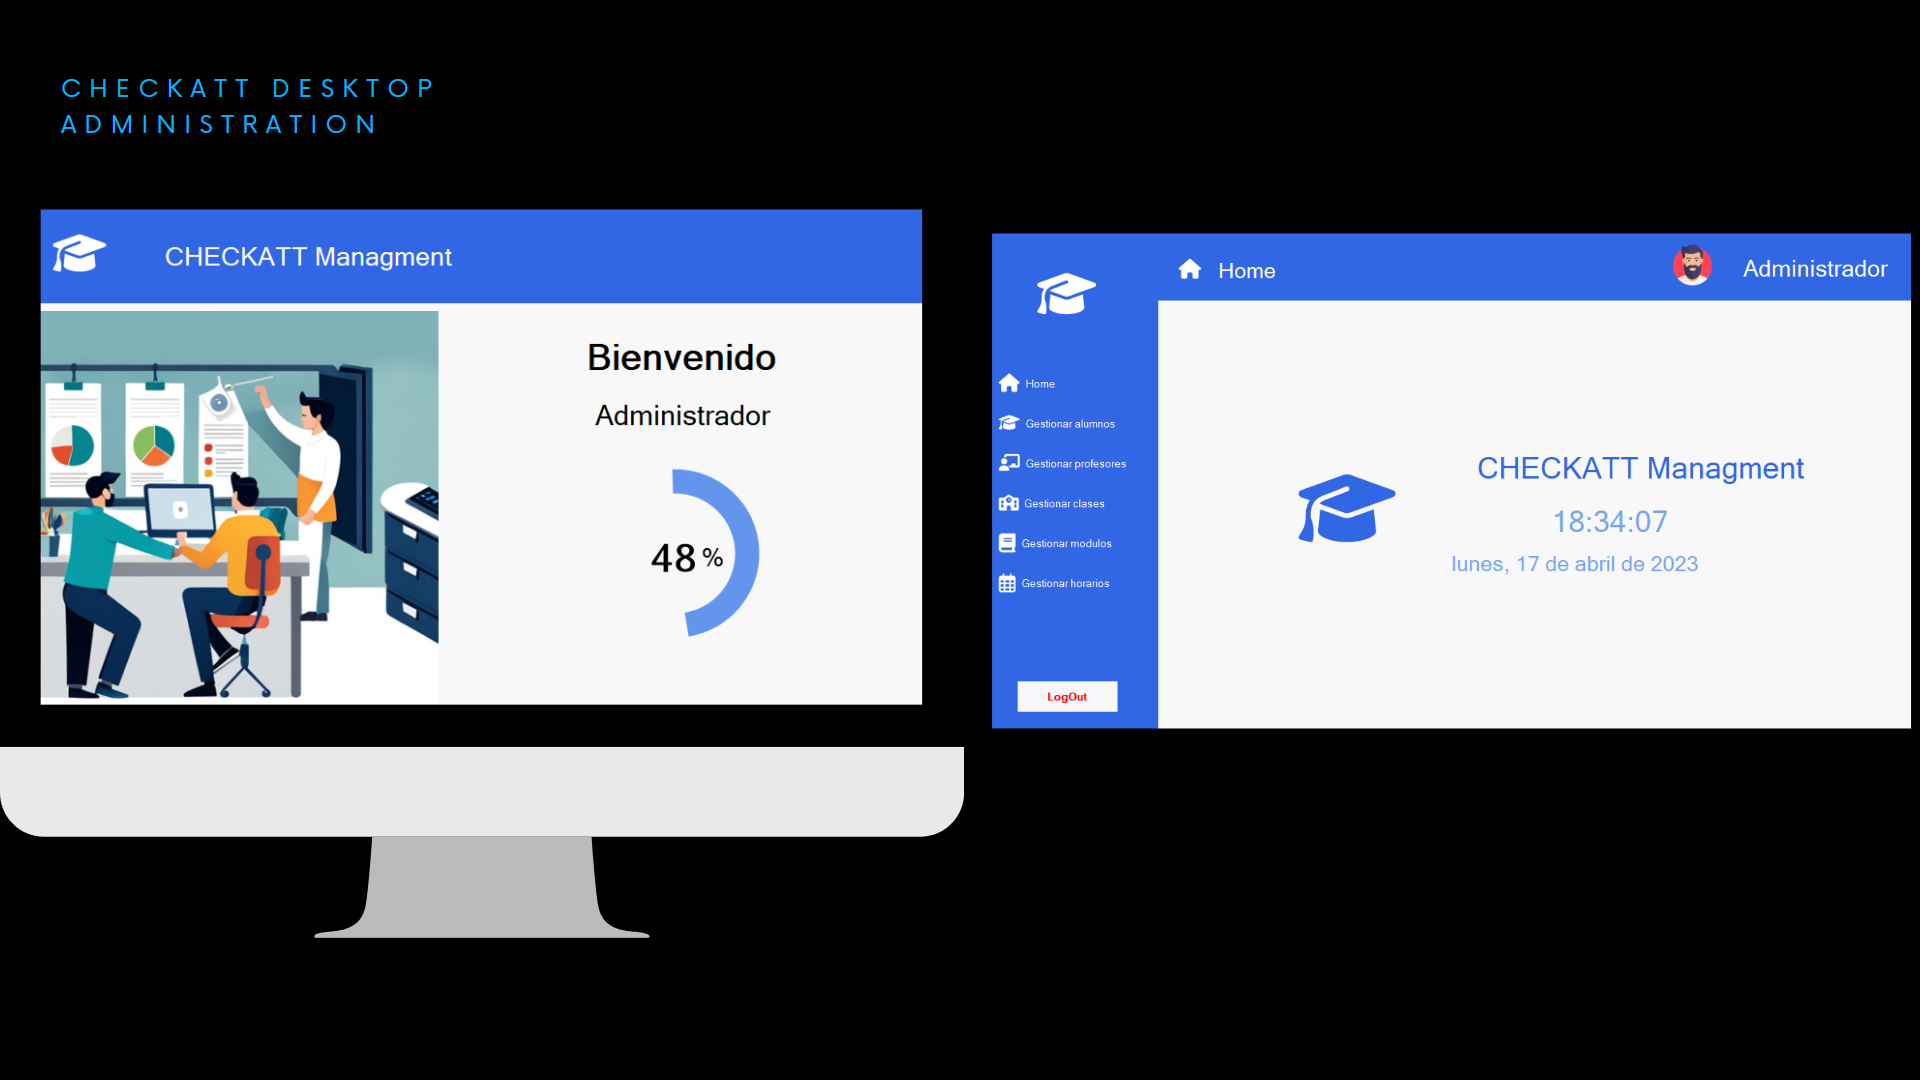 CHECKATT DESKTOP
ADMINISTRATION
CHECKATT Managment
Bienvenido
Administrador
48 %
Home
Administrador
Home
Gestionar alumnos
Gestionar profesores
Gestionar clases
Gestionar modulos
Gestionar horarios
LogOut
CHECKATT Managment
18:34:07
lunes, 17 de abril de 2023